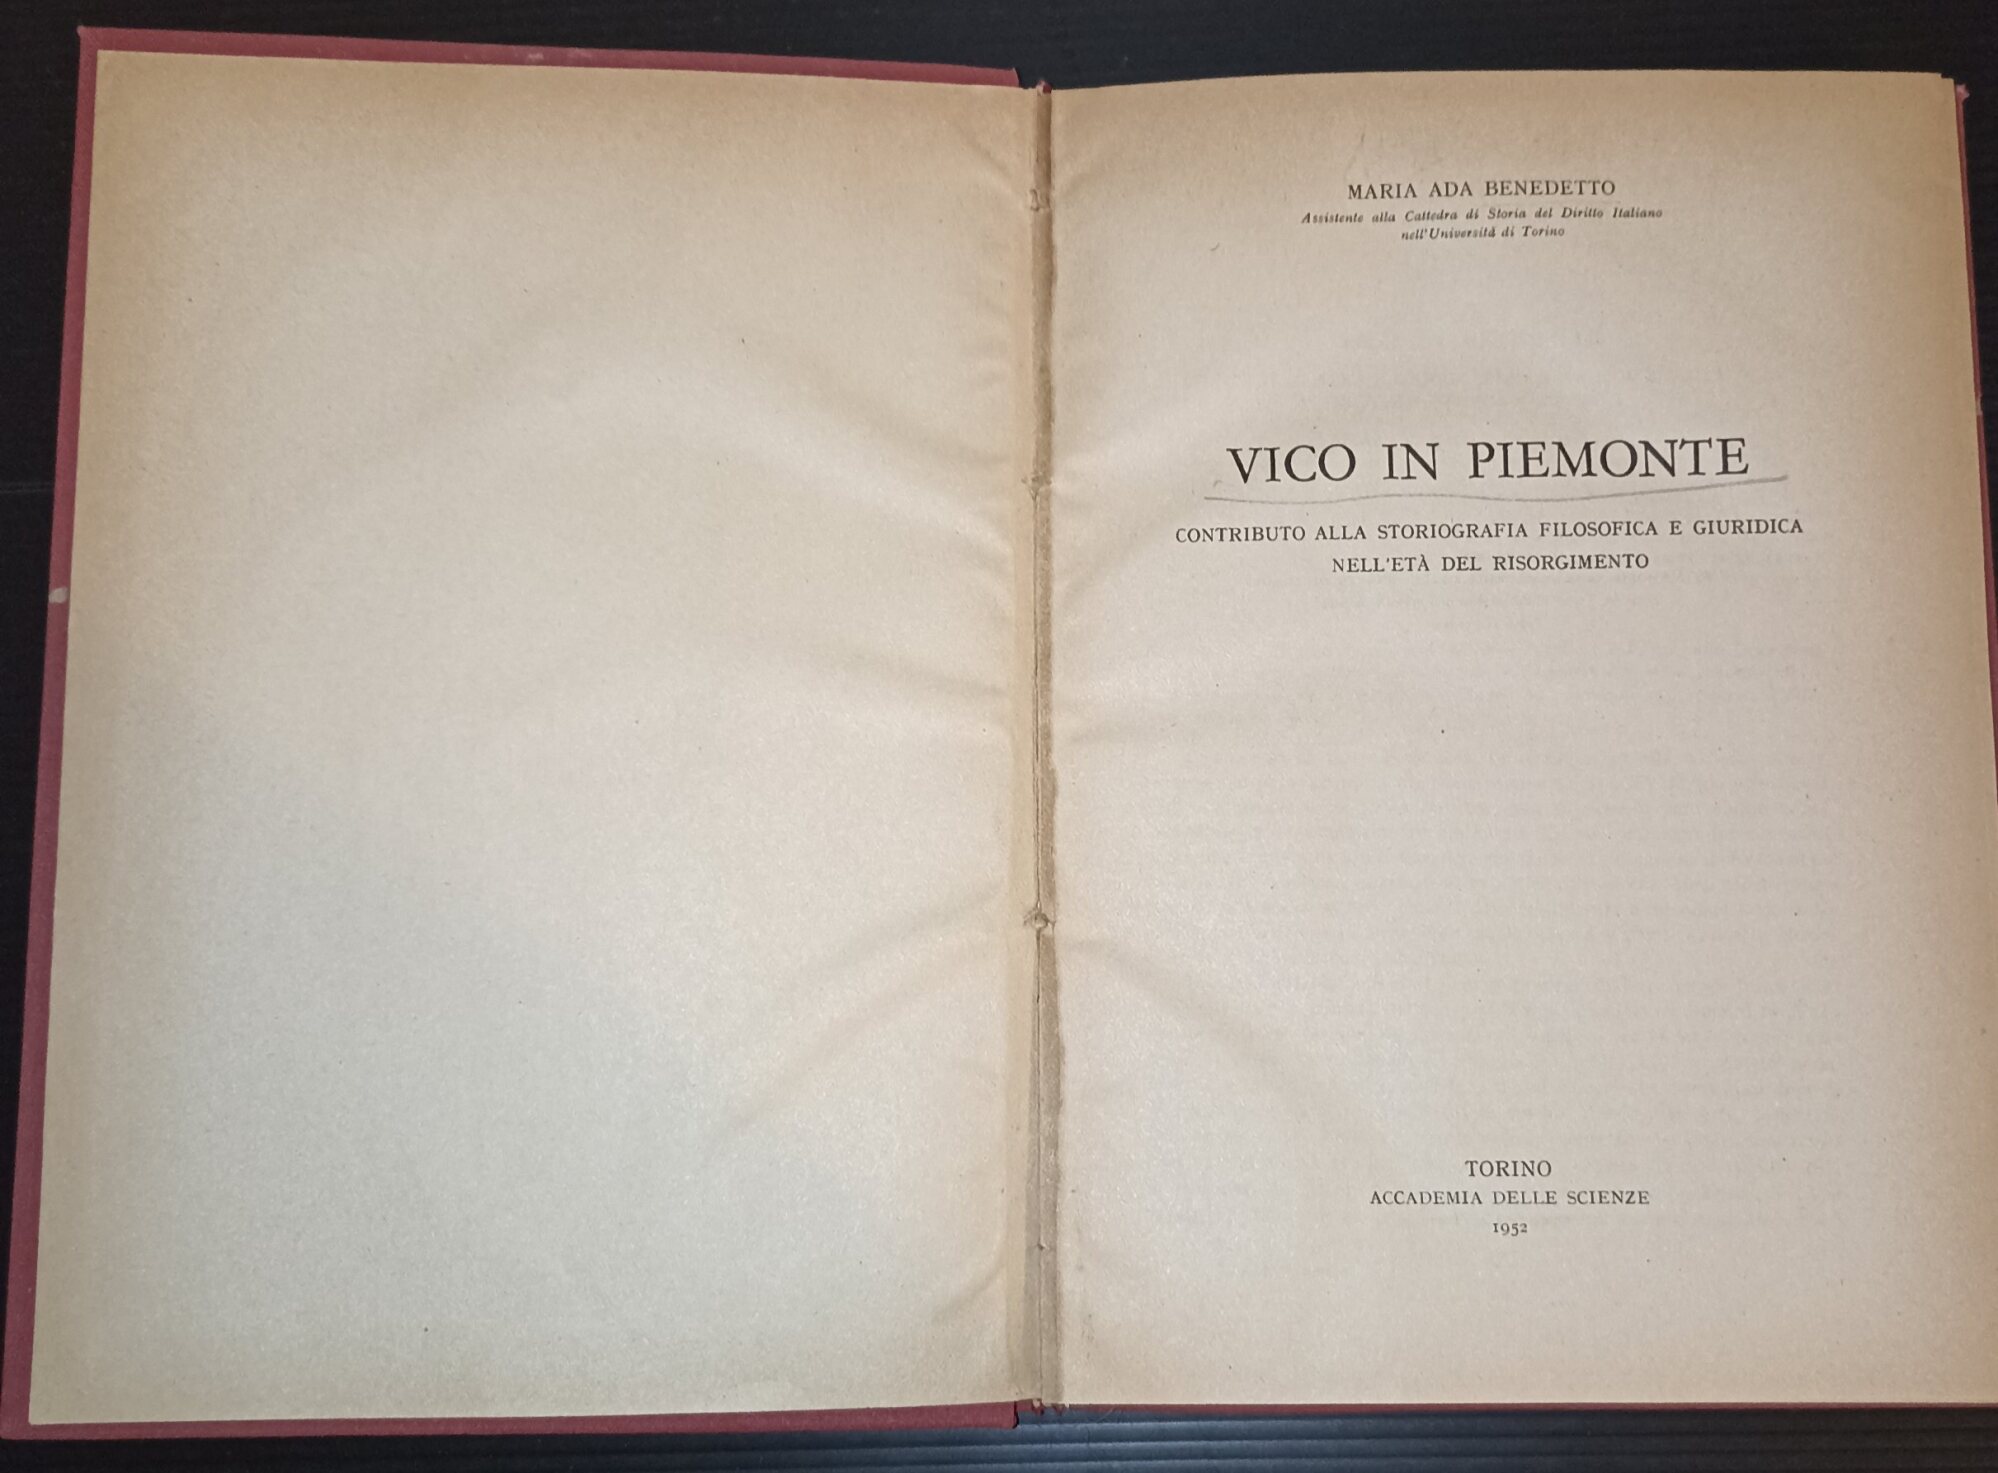 MARIA ADA BENEDETTO
Assistente alla Cattedra di Storia del Diritto Italiano
nell'Università di Torino
VICO IN PIEMONTE
CONTRIBUTO ALLA STORIOGRAFIA FILOSOFICA E GIURIDICA
NELL'ETÀ DEL RISORGIMENTO
TORINO
ACCADEMIA DELLE SCIENZE
1952